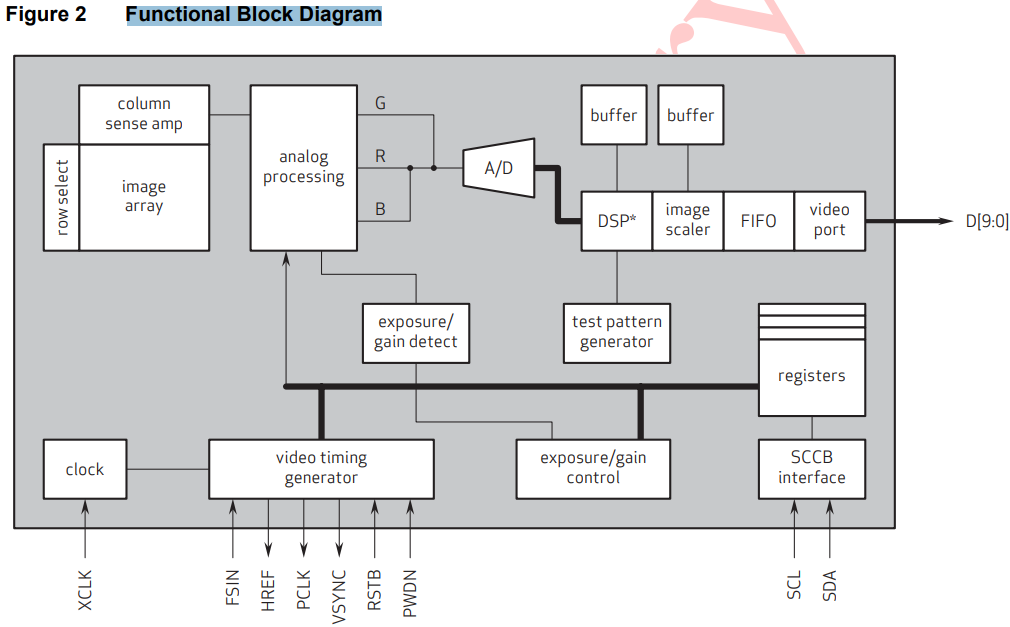 Figure 2 Functional Block Diagram
column
sense amp
row select
image
array
analog
processing
G
R
B
A/D
buffer
buffer
DSP*
image
scaler
FIFO
video
port
D[9:0]
exposure/
gain detect
test pattern
generator
registers
clock
video timing
generator
exposure/gain
control
SCCB
interface
XCLK
FSIN
HREF
PCLK
VSYNC
RSTB
PWDN
SCL
SDA